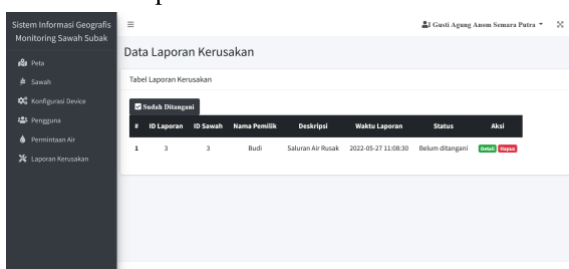 Sistem Informasi Geografis
Monitoring Sawah Subak
I Gusti Agung Anom Semara Putra
Peta
Sawah
Konfigurasi Device
Pengguna
Permintaan Air
Laporan Kerusakan
Data Laporan Kerusakan
Tabel Laporan Kerusakan
Sudah Ditangani
# ID Laporan ID Sawah Nama Pemilik Deskripsi Waktu Laporan Status Aksi
1 3 3 Budi Saluran Air Rusak 2022-05-27 11:08:30 Belum ditangani Detail Hapus